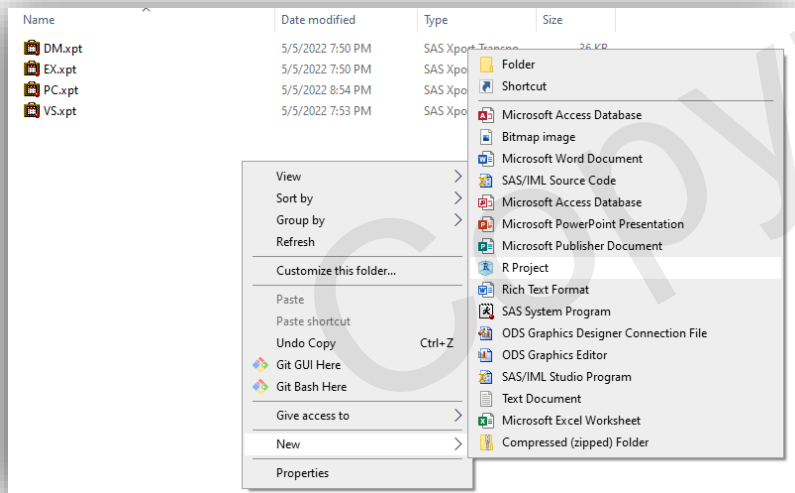 Name Date modified Type Size
DM.xpt 5/5/2022 7:50 PM SAS Xport Transpo... 36 KB
EX.xpt 5/5/2022 7:50 PM SAS Xpo
PC.xpt 5/5/2022 8:54 PM SAS Xpo
VS.xpt 5/5/2022 7:53 PM SAS Xpo
View
Sort by
Group by
Refresh
Customize this folder...
Paste
Paste shortcut
Undo Copy Ctrl+Z
Git GUI Here
Git Bash Here
Give access to
New
Properties
Folder
Shortcut
Microsoft Access Database
Bitmap image
Microsoft Word Document
SAS/IML Source Code
Microsoft Access Database
Microsoft PowerPoint Presentation
Microsoft Publisher Document
R Project
Rich Text Format
SAS System Program
ODS Graphics Designer Connection File
ODS Graphics Editor
SAS/IML Studio Program
Text Document
Microsoft Excel Worksheet
Compressed (zipped) Folder
Copy